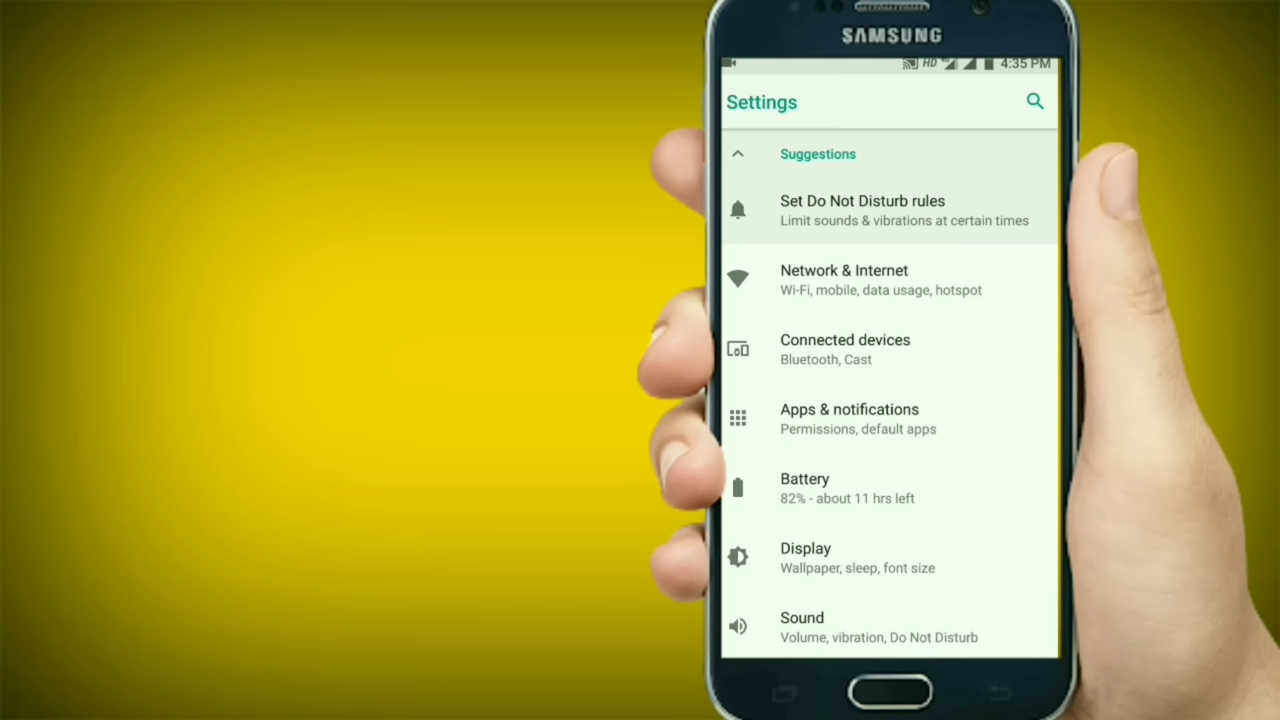 SAMSUNG
HD 4:35 PM
Settings
Suggestions
Set Do Not Disturb rules
Limit sounds & vibrations at certain times
Network & Internet
Wi-Fi, mobile, data usage, hotspot
Connected devices
Bluetooth, Cast
Apps & notifications
Permissions, default apps
Battery
82% - about 11 hrs left
Display
Wallpaper, sleep, font size
Sound
Volume, vibration, Do Not Disturb